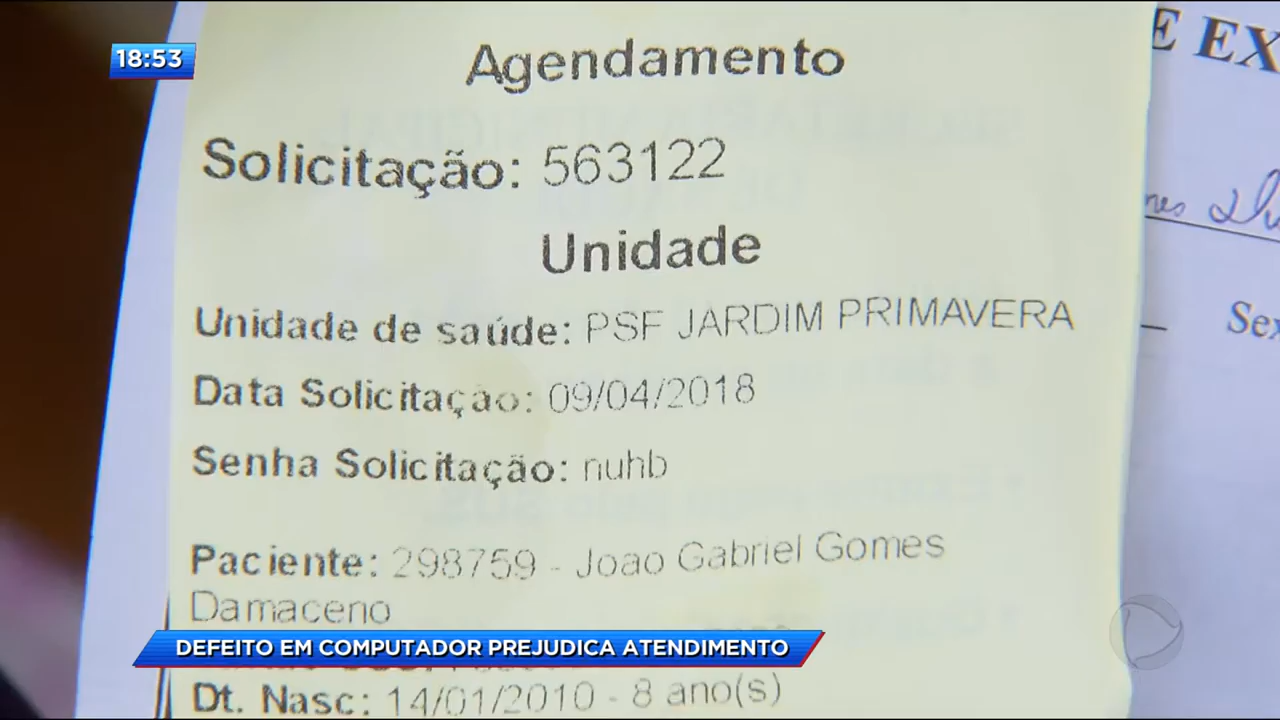 18:53
Agendamento
E EX
Solicitação: 563122
Unidade
Unidade de saúde: PSF JARDIM PRIMAVERA
Sex
Data Solicitação: 09/04/2018
Senha Solicitação: nuhb
Paciente: 298759 - Joao Gabriel Gomes
Damaceno
DEFEITO EM COMPUTADOR PREJUDICA ATENDIMENTO
Dt. Nasc: 14/01/2010 - 8 ano(s)